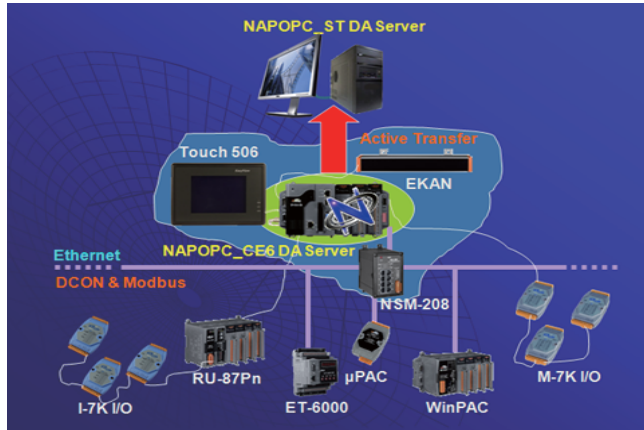 NAPOPC_ST DA Server
Active Transfer
Touch 506
EKAN
NAPOPC_CE6 DA Server
Ethernet
DCON & Modbus
NSM-208
I-7K I/O
RU-87Pn
ET-6000
µPAC
WinPAC
M-7K I/O